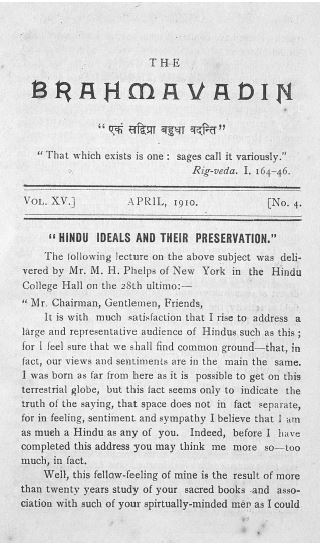 THE
BRAHMAVADIN
"एकं सद्विप्रा बहुधा वदन्ति"
"That which exists is one: sages call it variously."
Rig-veda. I. 164-46.
VOL. XV.] APRIL, 1910. [No. 4.
"HINDU IDEALS AND THEIR PRESERVATION."
The following lecture on the above subject was deli-
vered by Mr. M. H. Phelps of New York in the Hindu
College Hall on the 28th ultimo:—
"Mr. Chairman, Gentlemen, Friends,
It is with much satisfaction that I rise to address a
large and representative audience of Hindus such as this;
for I feel sure that we shall find common ground—that, in
fact, our views and sentiments are in the main the same.
I was born as far from here as it is possible to get on this
terrestrial globe, but this fact seems only to indicate the
truth of the saying, that space does not in fact separate,
for in feeling, sentiment and sympathy I believe that I am
as much a Hindu as any of you. Indeed, before I have
completed this address you may think me more so—too
much, in fact.
Well, this fellow-feeling of mine is the result of more
than twenty years study of your sacred books and asso-
ciation with such of your spirtually-minded men as I could